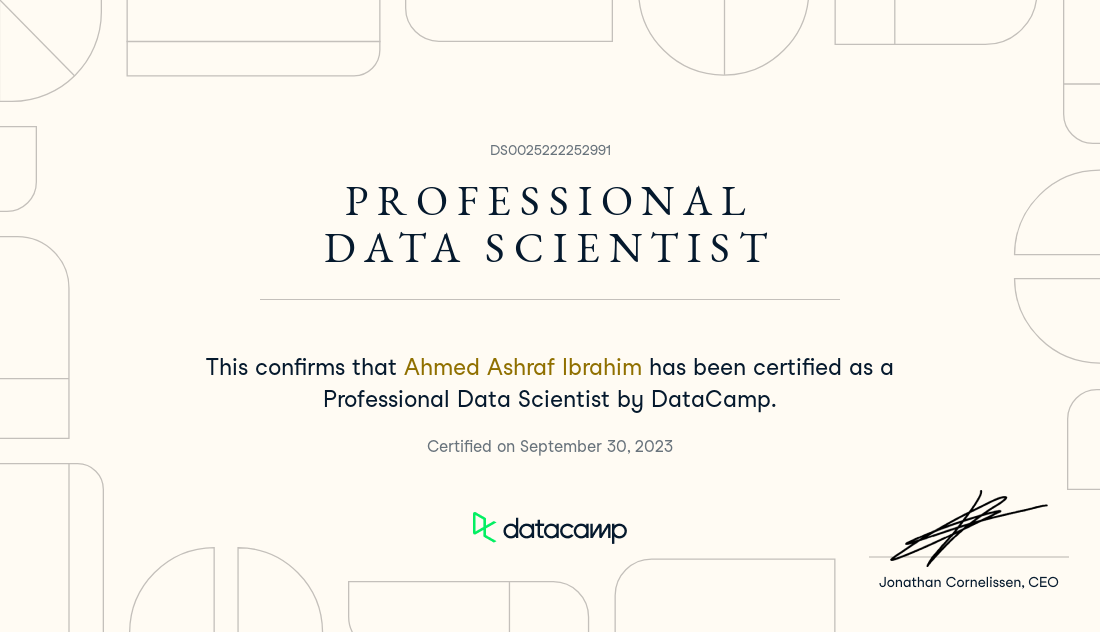 DS0025222252991
PROFESSIONAL
DATA SCIENTIST
This confirms that Ahmed Ashraf Ibrahim has been certified as a
Professional Data Scientist by DataCamp.
Certified on September 30, 2023
datacamp
Jonathan Cornelissen, CEO